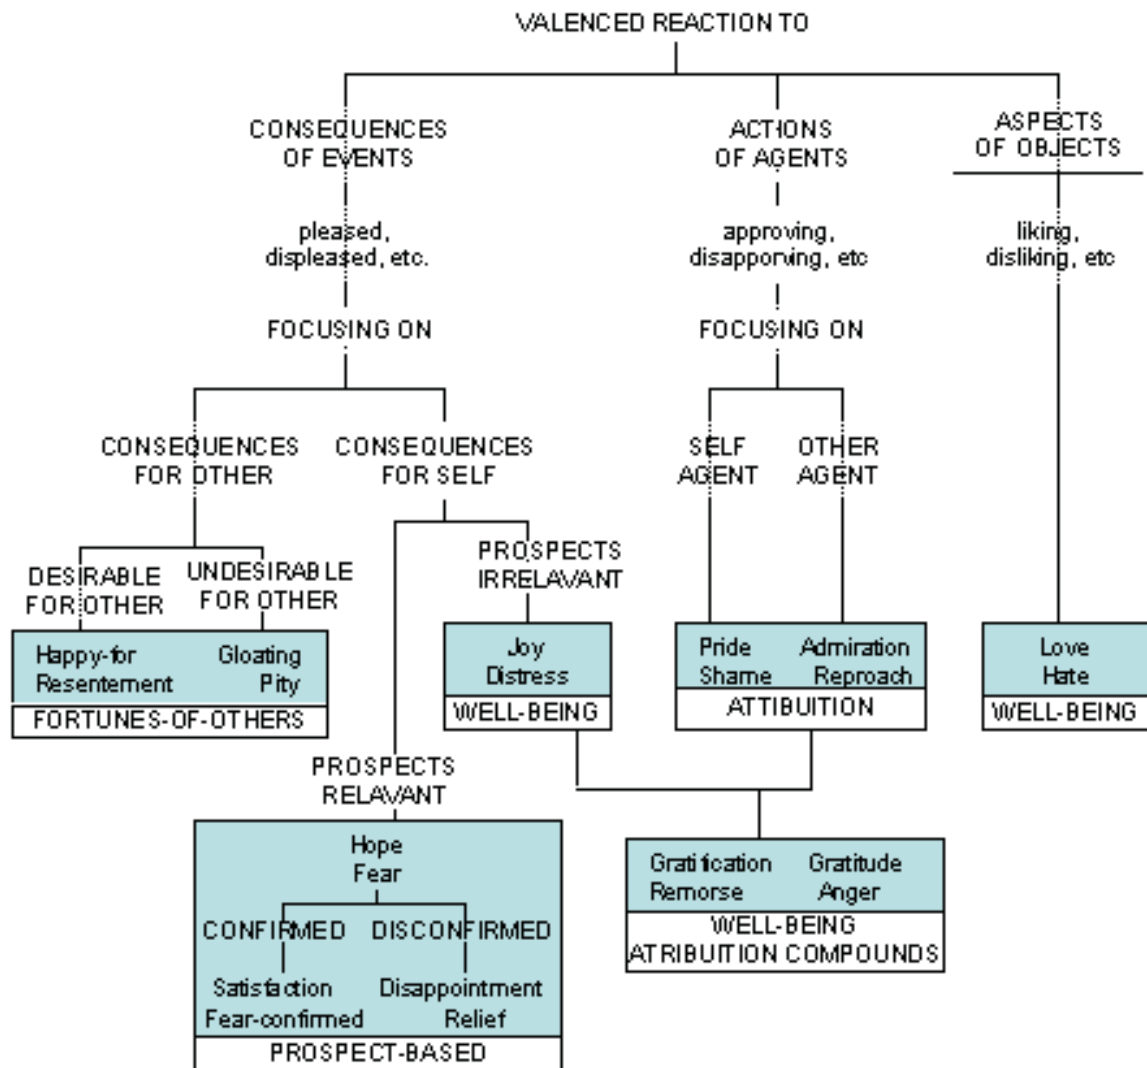 VALENCED REACTION TO
CONSEQUENCES
OF EVENTS
ACTIONS
OF AGENTS
ASPECTS
OF OBJECTS
pleased,
displeased, etc.
approving,
disapporving, etc
liking,
disliking, etc
FOCUSING ON
FOCUSING ON
CONSEQUENCES
FOR OTHER
CONSEQUENCES
FOR SELF
SELF
AGENT
OTHER
AGENT
DESIRABLE
FOR OTHER
UNDESIRABLE
FOR OTHER
PROSPECTS
IRRELAVANT
Happy-for Gloating
Resentement Pity
FORTUNES-OF-OTHERS
Joy
Distress
WELL-BEING
Pride Admiration
Shame Reproach
ATTIBUITION
Love
Hate
WELL-BEING
PROSPECTS
RELAVANT
Hope
Fear
CONFIRMED DISCONFIRMED
Satisfaction Disappointment
Fear-confirmed Relief
PROSPECT-BASED
Gratification Gratitude
Remorse Anger
WELL-BEING
ATRIBUITION COMPOUNDS